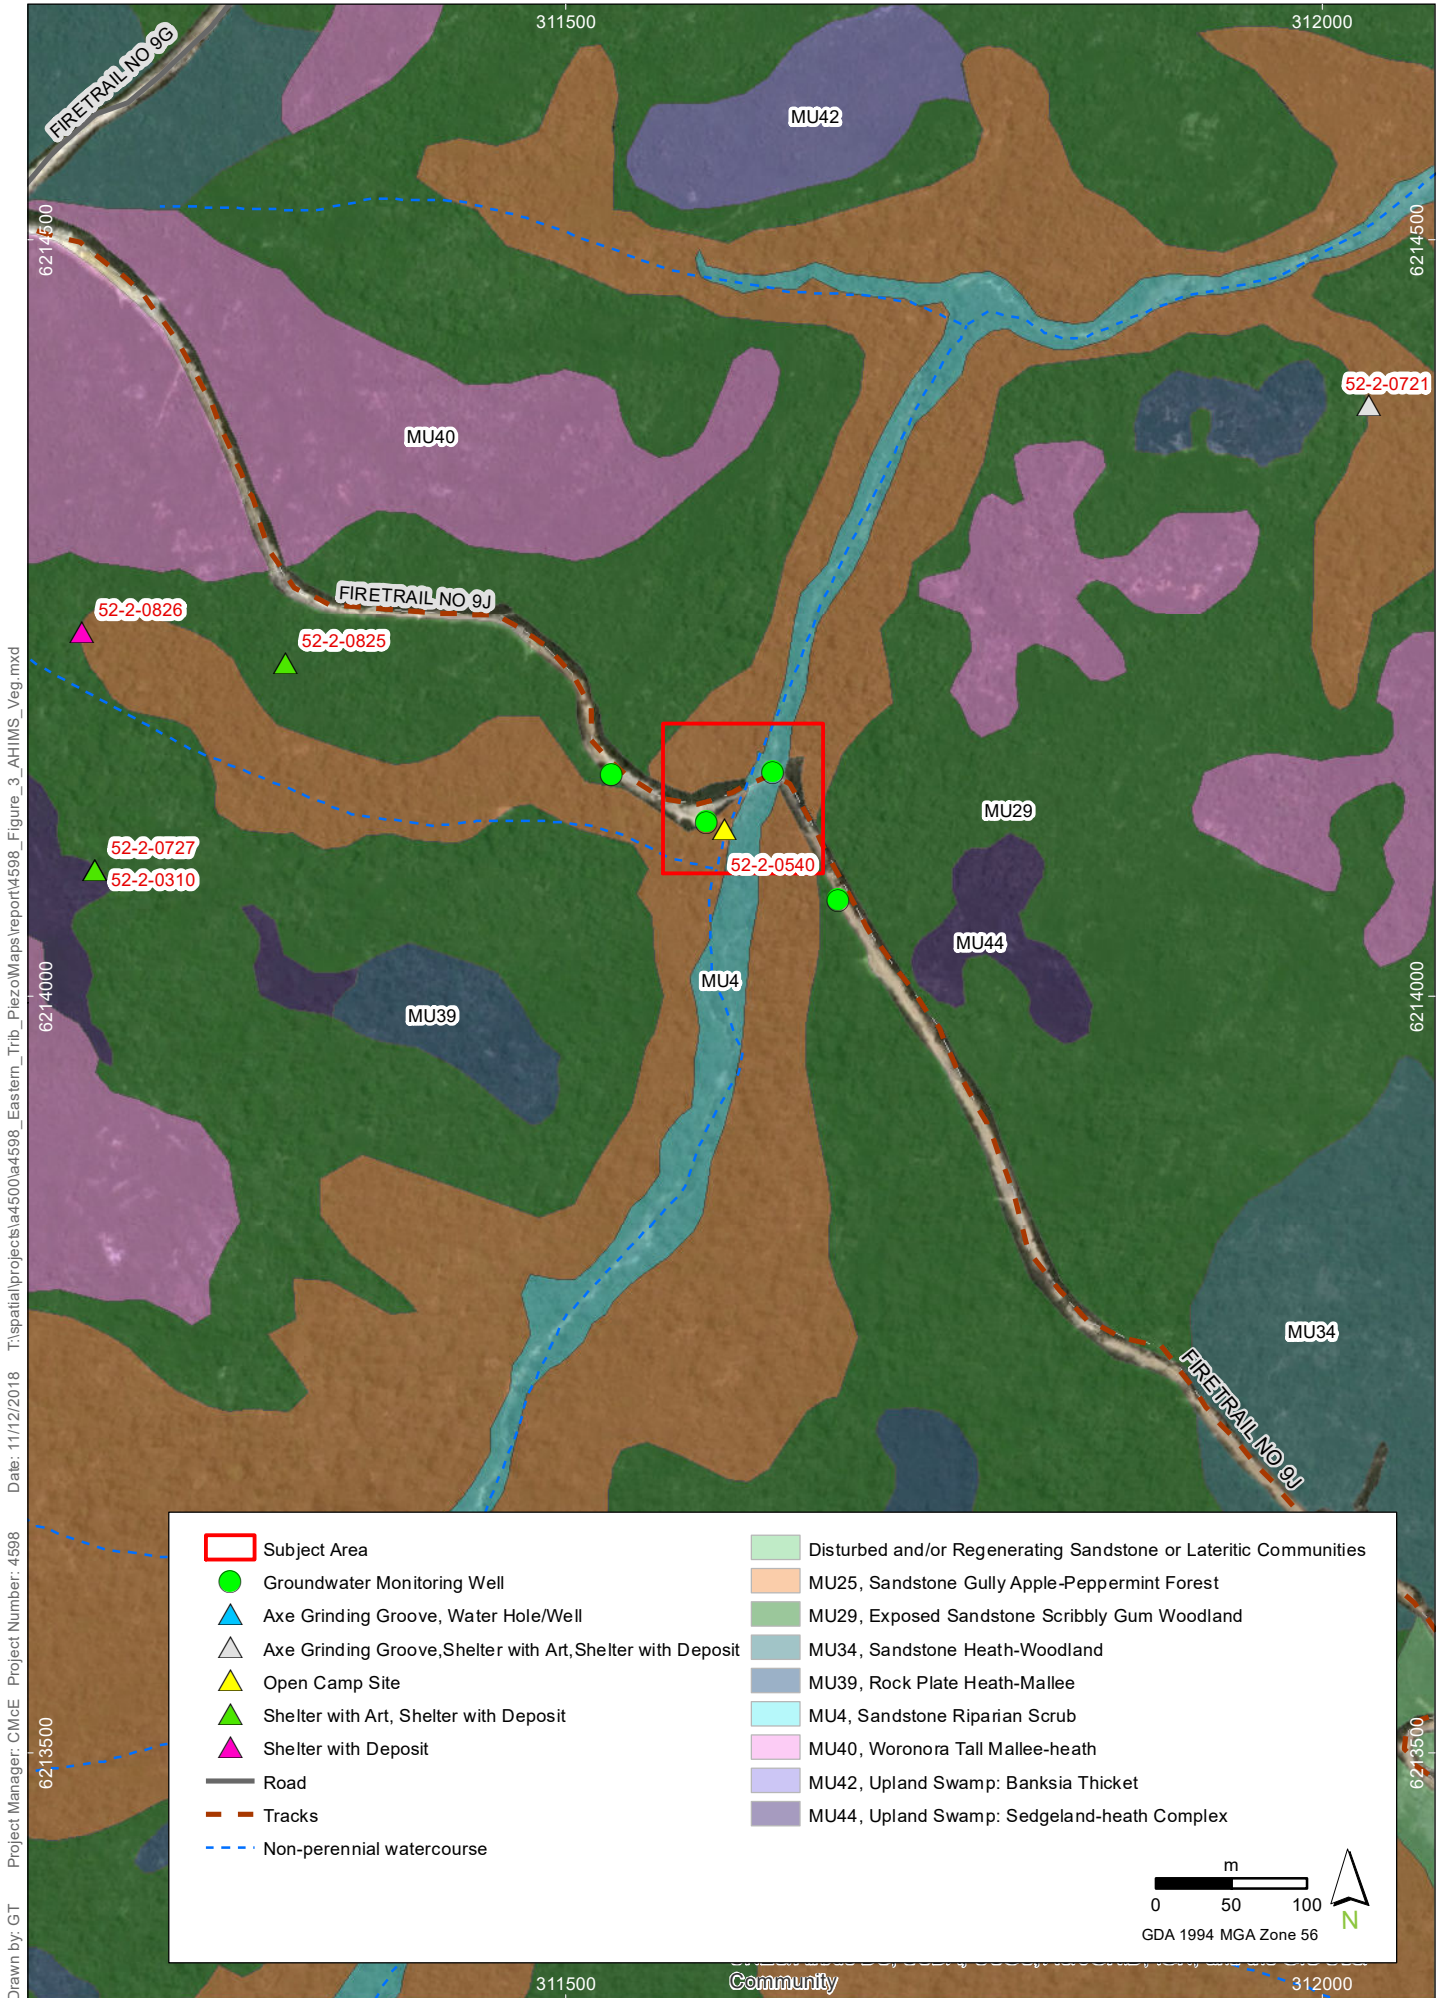 311500
312000
FIRETRAIL NO 9G
MU42
6214500
6214500
52-2-0721
MU40
FIRETRAIL NO 9J
52-2-0826
52-2-0825
MU29
52-2-0727
52-2-0310
52-2-0540
MU44
MU4
6214000
6214000
MU39
MU34
FIRETRAIL NO 9J
Subject Area
Groundwater Monitoring Well
Axe Grinding Groove, Water Hole/Well
Axe Grinding Groove,Shelter with Art,Shelter with Deposit
Open Camp Site
Shelter with Art, Shelter with Deposit
Shelter with Deposit
Road
Tracks
Non-perennial watercourse
Disturbed and/or Regenerating Sandstone or Lateritic Communities
MU25, Sandstone Gully Apple-Peppermint Forest
MU29, Exposed Sandstone Scribbly Gum Woodland
MU34, Sandstone Heath-Woodland
MU39, Rock Plate Heath-Mallee
MU4, Sandstone Riparian Scrub
MU40, Woronora Tall Mallee-heath
MU42, Upland Swamp: Banksia Thicket
MU44, Upland Swamp: Sedgeland-heath Complex
6213500
6213500
m
0 50 100
GDA 1994 MGA Zone 56
N
Community
311500
312000
Drawn by: GT Project Manager: CMcE Project Number: 4598 Date: 11/12/2018 T:\spatial\projects\a4500\a4598_Eastern_Trib_Piezo\Maps\report\4598_Figure_3_AHIMS_Veg.mxd